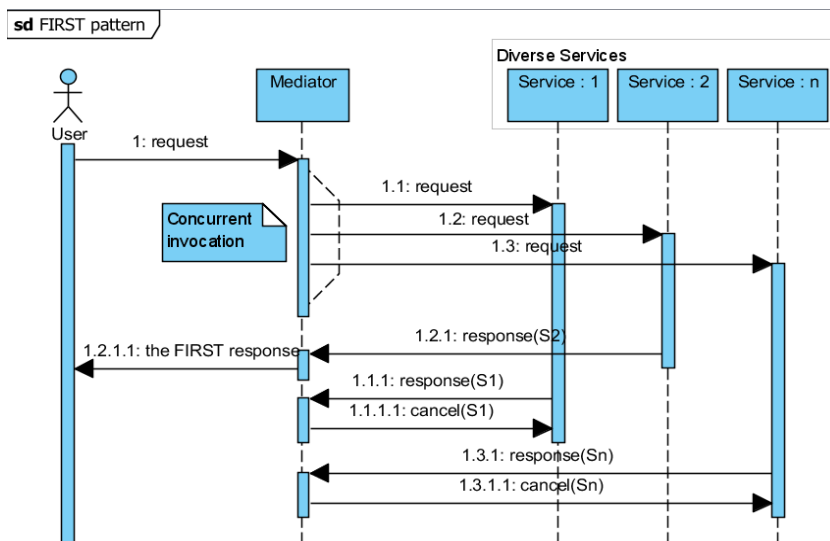 sd FIRST pattern
Diverse Services
Mediator
Service : 1
Service : 2
Service : n
User
1: request
1.1: request
Concurrent
invocation
1.2: request
1.3: request
1.2.1: response(S2)
1.2.1.1: the FIRST response
1.1.1: response(S1)
1.1.1.1: cancel(S1)
1.3.1: response(Sn)
1.3.1.1: cancel(Sn)